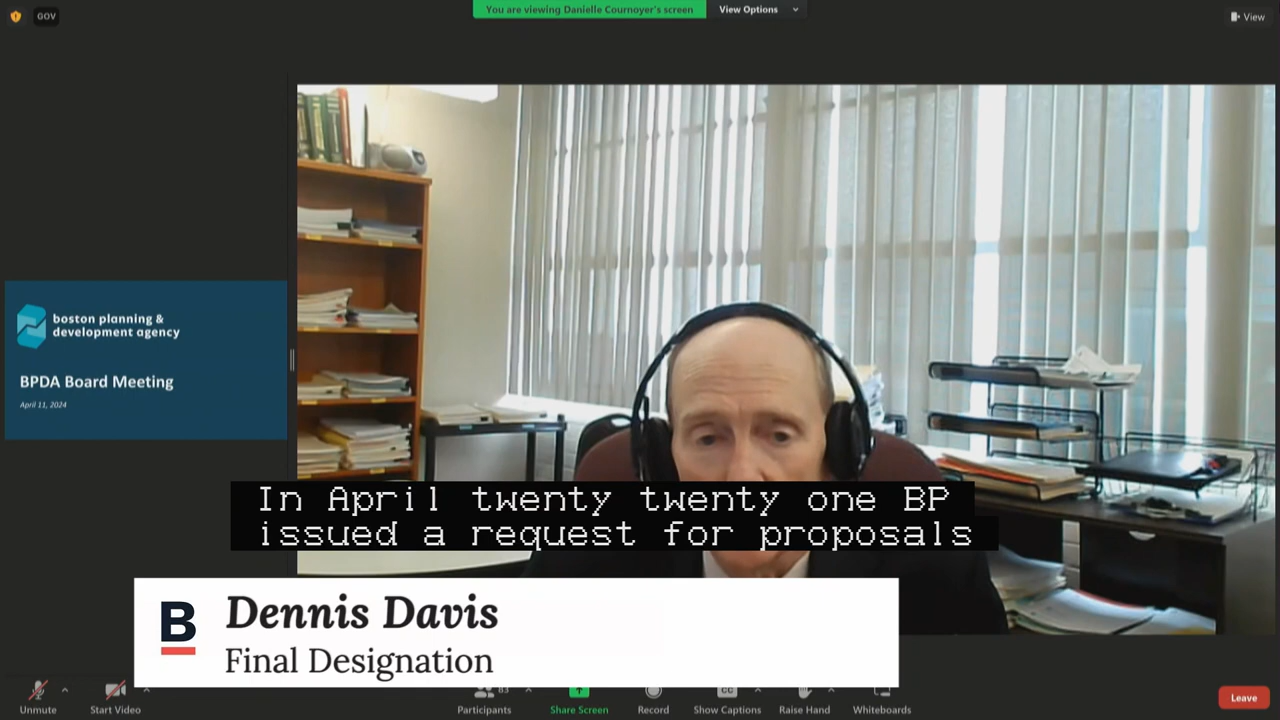 GOV
You are viewing Danielle Cournoyer's screen
View Options
View
boston planning &
development agency
BPDA Board Meeting
April 11, 2024
In April twenty twenty one BP
issued a request for proposals
B
Dennis Davis
Final Designation
Unmute
Start Video
83
Participants
Share Screen
Record
CC
Show Captions
Raise Hand
Whiteboards
Leave